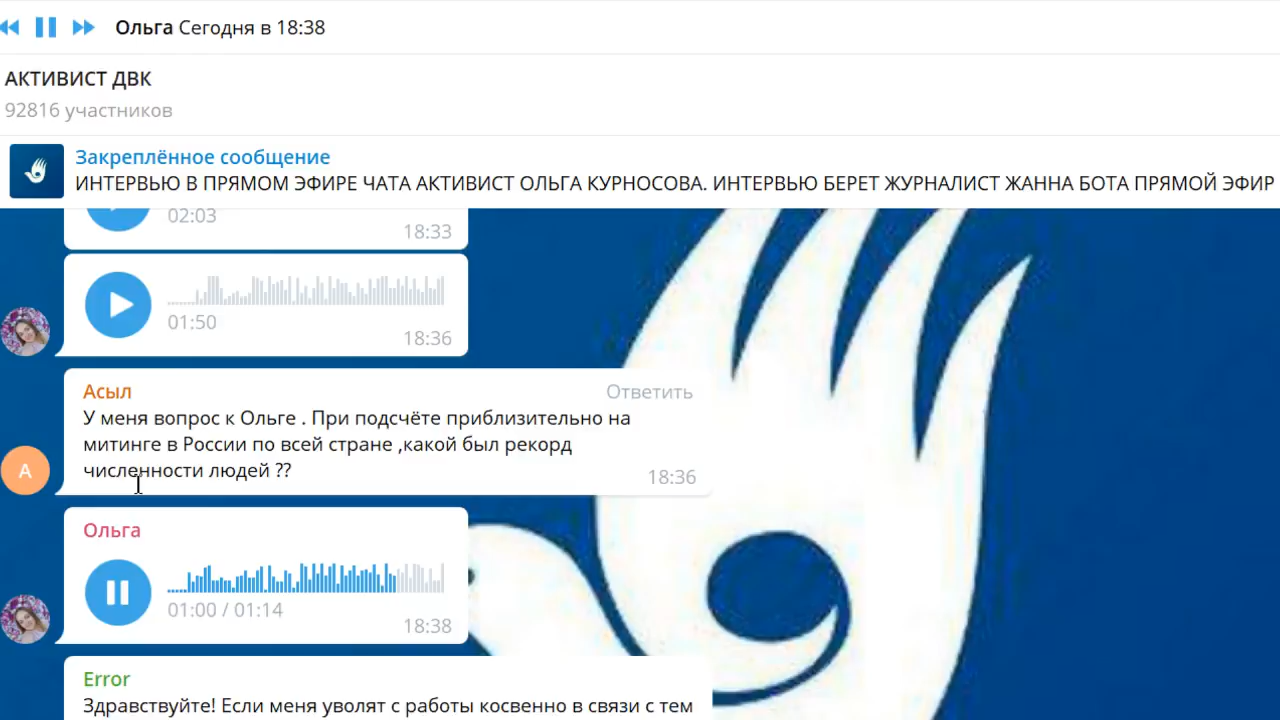 Ольга Сегодня в 18:38
АКТИВИСТ ДВК
92816 участников
Закреплённое сообщение
ИНТЕРВЬЮ В ПРЯМОМ ЭФИРЕ ЧАТА АКТИВИСТ ОЛЬГА КУРНОСОВА. ИНТЕРВЬЮ БЕРЕТ ЖУРНАЛИСТ ЖАННА БОТА ПРЯМОЙ ЭФИР
02:03
18:33
01:50
18:36
Асыл
Ответить
У меня вопрос к Ольге . При подсчёте приблизительно на
митинге в России по всей стране ,какой был рекорд
численности людей ??
18:36
А
Ольга
01:00 / 01:14
18:38
Error
Здравствуйте! Если меня уволят с работы косвенно в связи с тем